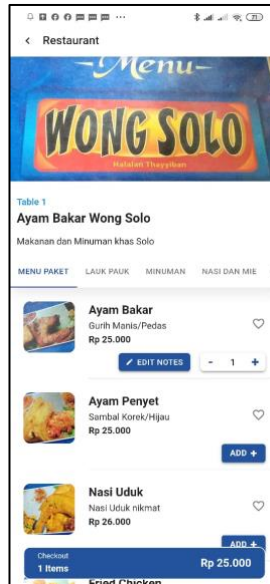 Restaurant
-Menu-
WONG SOLO
Halalan Thayyiban
Table 1
Ayam Bakar Wong Solo
Makanan dan Minuman khas Solo
MENU PAKET LAUK PAUK MINUMAN NASI DAN MIE
Ayam Bakar
Gurih Manis/Pedas
Rp 25.000
EDIT NOTES - 1 +
Ayam Penyet
Sambal Korek/Hijau
Rp 25.000
ADD +
Nasi Uduk
Nasi Uduk nikmat
Rp 26.000
ADD +
Checkout
1 Items
Rp 25.000
Fried Chicken